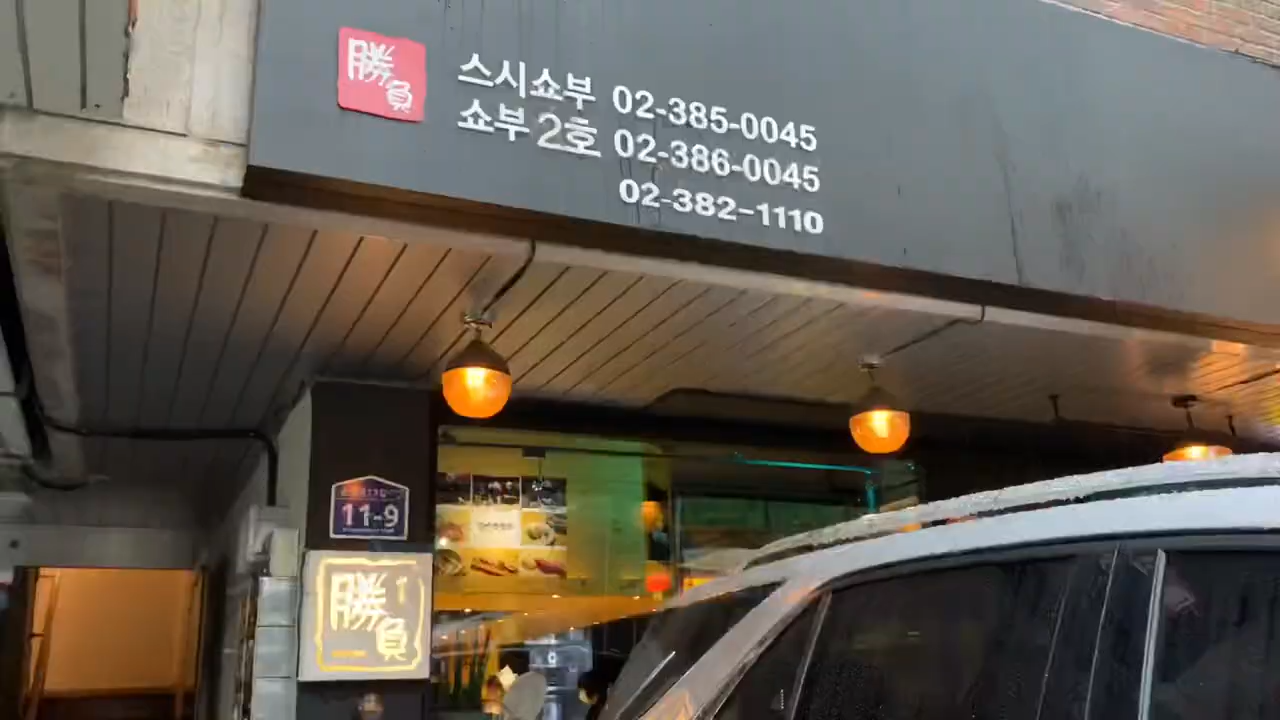 勝負
스시쇼부 02-385-0045
쇼부 2호 02-386-0045
02-382-1110
11-9
勝負